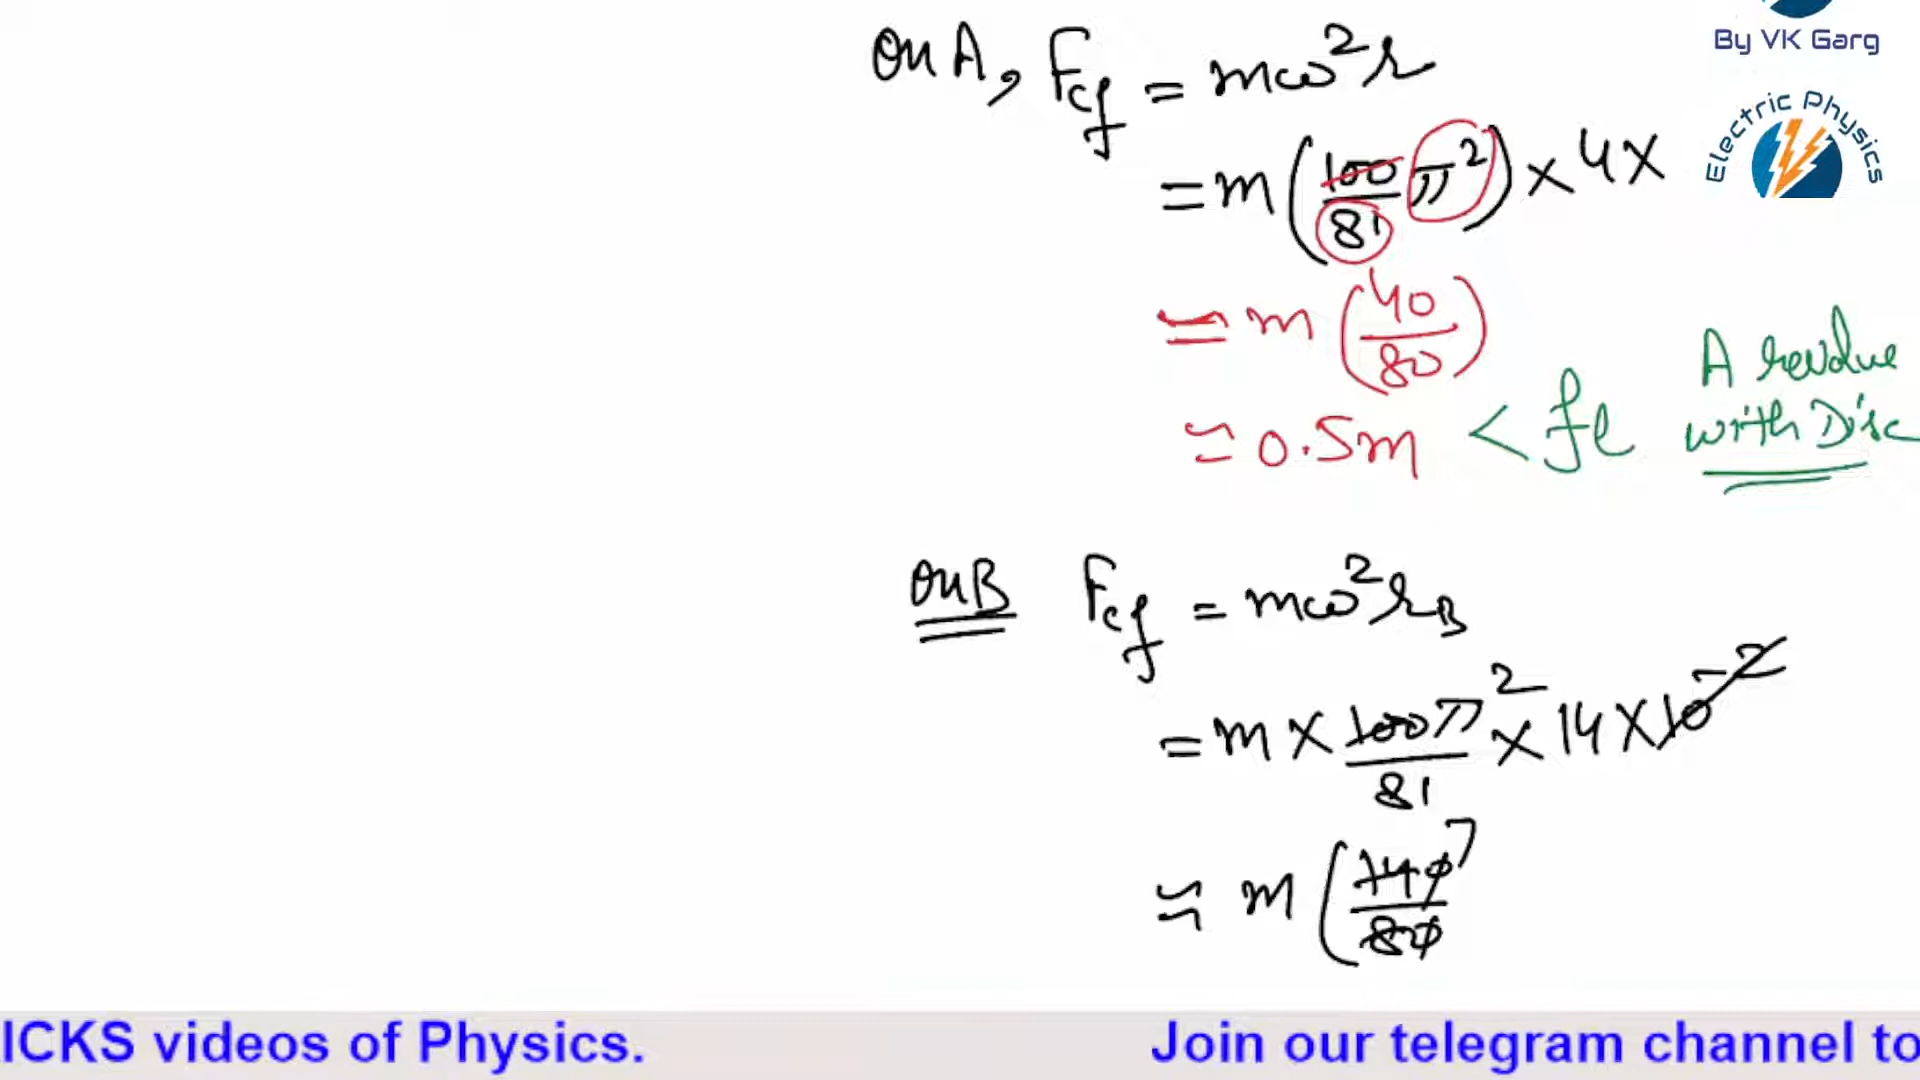 By VK Garg
Electric Physics
on A, Fcf = mω²r
= m(100/81 π²) × 4×
≃ m(40/80)
≃ 0.5m < fl
A revolve
with Disc
on B Fcf = mω²rB
= m × 100π²/81 × 14 × 10⁻²
≃ m(140/80 7
ICKS videos of Physics. Join our telegram channel to